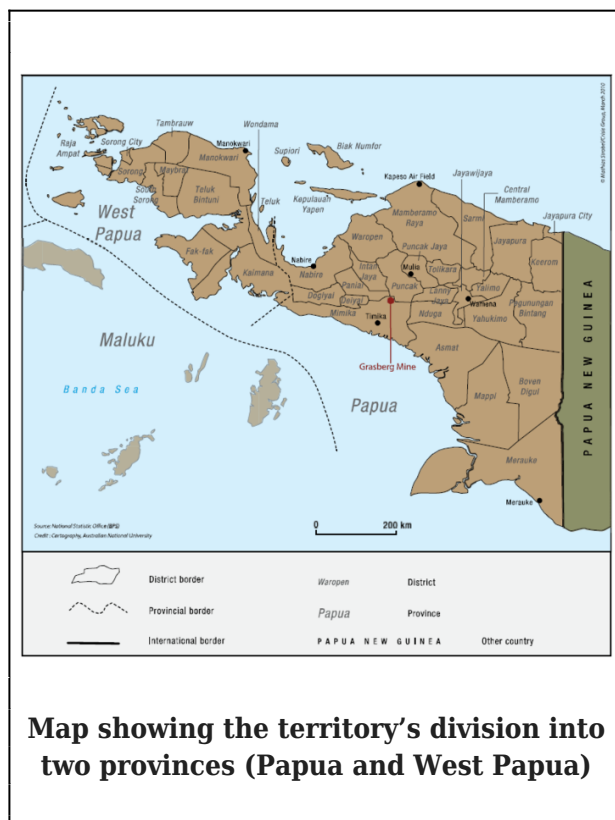 Wondama
Tambrauw
Supiori
Biak Numfor
Manokwari
Sorong City
Raja
Ampat
Manokwari
Maybrat
Sorong
South
Sorong
Teluk
Bintuni
Teluk
Kepulauan
Yapen
Kapeso Air Field
Jayawijaya
Central
Mamberamo
Jayapura City
West
Papua
Fak-fak
Kaimana
Nabire
Nabire
Waropen
Mamberamo
Raya
Sarmi
Jayapura
Keerom
Puncak Jaya
Intan
Jaya
Mulia
Tolikara
Paniai
Puncak
Lanny
Jaya
Yalimo
Wamena
Dogiyai
Deiyai
Mimika
Timika
Nduga
Yahukimo
Pegunungan
Bintang
Grasberg Mine
Asmat
Maluku
Banda Sea
Papua
Mappi
Boven
Digul
Merauke
Merauke
PAPUA NEW GUINEA
Source: National Statistic Office (BPS)
Credit : Cartography, Australian National University
0 200 km
District border
Waropen District
Provincial border
Papua Province
International border
PAPUA NEW GUINEA Other country
Map showing the territory’s division into
two provinces (Papua and West Papua)